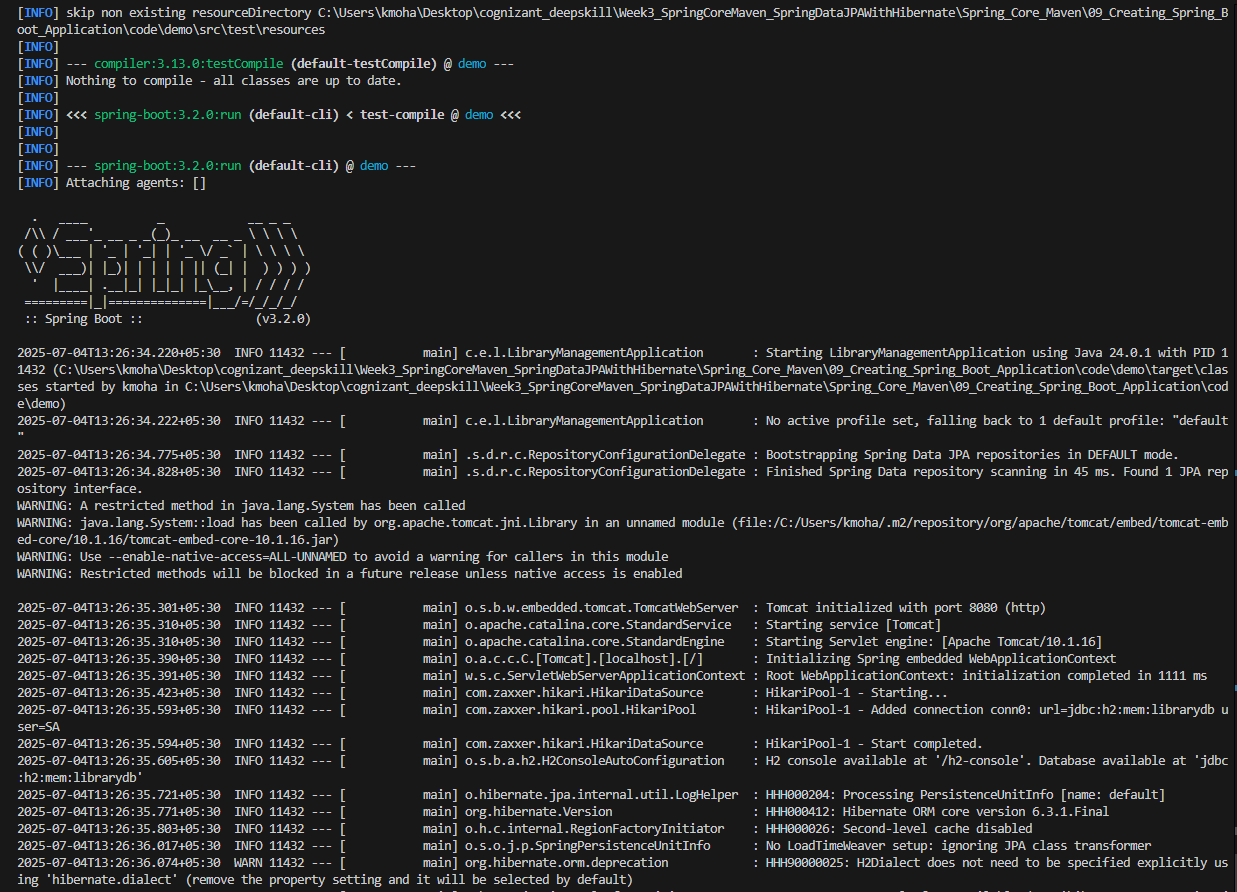 [INFO] skip non existing resourceDirectory C:\Users\kmoha\Desktop\cognizant_deepskill\Week3_SpringCoreMaven_SpringDataJPAWithHibernate\Spring_Core_Maven\09_Creating_Spring_B
oot_Application\code\demo\src\test\resources
[INFO]
[INFO] --- compiler:3.13.0:testCompile (default-testCompile) @ demo ---
[INFO] Nothing to compile - all classes are up to date.
[INFO]
[INFO] <<< spring-boot:3.2.0:run (default-cli) < test-compile @ demo <<<
[INFO]
[INFO]
[INFO] --- spring-boot:3.2.0:run (default-cli) @ demo ---
[INFO] Attaching agents: []
  .   ____          _            __ _ _
 /\\ / ___'_ __ _ _(_)_ __  __ _ \ \ \ \
( ( )\___ | '_ | '_| | '_ \/ _` | \ \ \ \
 \\/  ___)| |_)| | | | | || (_| |  ) ) ) )
  '  |____| .__|_| |_|_| |_\__, | / / / /
 =========|_|==============|___/=/_/_/_/
 :: Spring Boot ::                (v3.2.0)
2025-07-04T13:26:34.220+05:30  INFO 11432 --- [           main] c.e.l.LibraryManagementApplication       : Starting LibraryManagementApplication using Java 24.0.1 with PID 1
1432 (C:\Users\kmoha\Desktop\cognizant_deepskill\Week3_SpringCoreMaven_SpringDataJPAWithHibernate\Spring_Core_Maven\09_Creating_Spring_Boot_Application\code\demo\target\clas
ses started by kmoha in C:\Users\kmoha\Desktop\cognizant_deepskill\Week3_SpringCoreMaven_SpringDataJPAWithHibernate\Spring_Core_Maven\09_Creating_Spring_Boot_Application\cod
e\demo)
2025-07-04T13:26:34.222+05:30  INFO 11432 --- [           main] c.e.l.LibraryManagementApplication       : No active profile set, falling back to 1 default profile: "default
"
2025-07-04T13:26:34.775+05:30  INFO 11432 --- [           main] .s.d.r.c.RepositoryConfigurationDelegate : Bootstrapping Spring Data JPA repositories in DEFAULT mode.
2025-07-04T13:26:34.828+05:30  INFO 11432 --- [           main] .s.d.r.c.RepositoryConfigurationDelegate : Finished Spring Data repository scanning in 45 ms. Found 1 JPA rep
ository interface.
WARNING: A restricted method in java.lang.System has been called
WARNING: java.lang.System::load has been called by org.apache.tomcat.jni.Library in an unnamed module (file:/C:/Users/kmoha/.m2/repository/org/apache/tomcat/embed/tomcat-emb
ed-core/10.1.16/tomcat-embed-core-10.1.16.jar)
WARNING: Use --enable-native-access=ALL-UNNAMED to avoid a warning for callers in this module
WARNING: Restricted methods will be blocked in a future release unless native access is enabled
2025-07-04T13:26:35.301+05:30  INFO 11432 --- [           main] o.s.b.w.embedded.tomcat.TomcatWebServer  : Tomcat initialized with port 8080 (http)
2025-07-04T13:26:35.310+05:30  INFO 11432 --- [           main] o.apache.catalina.core.StandardService   : Starting service [Tomcat]
2025-07-04T13:26:35.310+05:30  INFO 11432 --- [           main] o.apache.catalina.core.StandardEngine    : Starting Servlet engine: [Apache Tomcat/10.1.16]
2025-07-04T13:26:35.390+05:30  INFO 11432 --- [           main] o.a.c.c.C.[Tomcat].[localhost].[/]       : Initializing Spring embedded WebApplicationContext
2025-07-04T13:26:35.391+05:30  INFO 11432 --- [           main] w.s.c.ServletWebServerApplicationContext : Root WebApplicationContext: initialization completed in 1111 ms
2025-07-04T13:26:35.423+05:30  INFO 11432 --- [           main] com.zaxxer.hikari.HikariDataSource       : HikariPool-1 - Starting...
2025-07-04T13:26:35.593+05:30  INFO 11432 --- [           main] com.zaxxer.hikari.pool.HikariPool        : HikariPool-1 - Added connection conn0: url=jdbc:h2:mem:librarydb u
ser=SA
2025-07-04T13:26:35.594+05:30  INFO 11432 --- [           main] com.zaxxer.hikari.HikariDataSource       : HikariPool-1 - Start completed.
2025-07-04T13:26:35.605+05:30  INFO 11432 --- [           main] o.s.b.a.h2.H2ConsoleAutoConfiguration    : H2 console available at '/h2-console'. Database available at 'jdbc
:h2:mem:librarydb'
2025-07-04T13:26:35.721+05:30  INFO 11432 --- [           main] o.hibernate.jpa.internal.util.LogHelper  : HHH000204: Processing PersistenceUnitInfo [name: default]
2025-07-04T13:26:35.771+05:30  INFO 11432 --- [           main] org.hibernate.Version                    : HHH000412: Hibernate ORM core version 6.3.1.Final
2025-07-04T13:26:35.803+05:30  INFO 11432 --- [           main] o.h.c.internal.RegionFactoryInitiator    : HHH000026: Second-level cache disabled
2025-07-04T13:26:36.017+05:30  INFO 11432 --- [           main] o.s.o.j.p.SpringPersistenceUnitInfo      : No LoadTimeWeaver setup: ignoring JPA class transformer
2025-07-04T13:26:36.074+05:30  WARN 11432 --- [           main] org.hibernate.orm.deprecation            : HHH90000025: H2Dialect does not need to be specified explicitly us
ing 'hibernate.dialect' (remove the property setting and it will be selected by default)